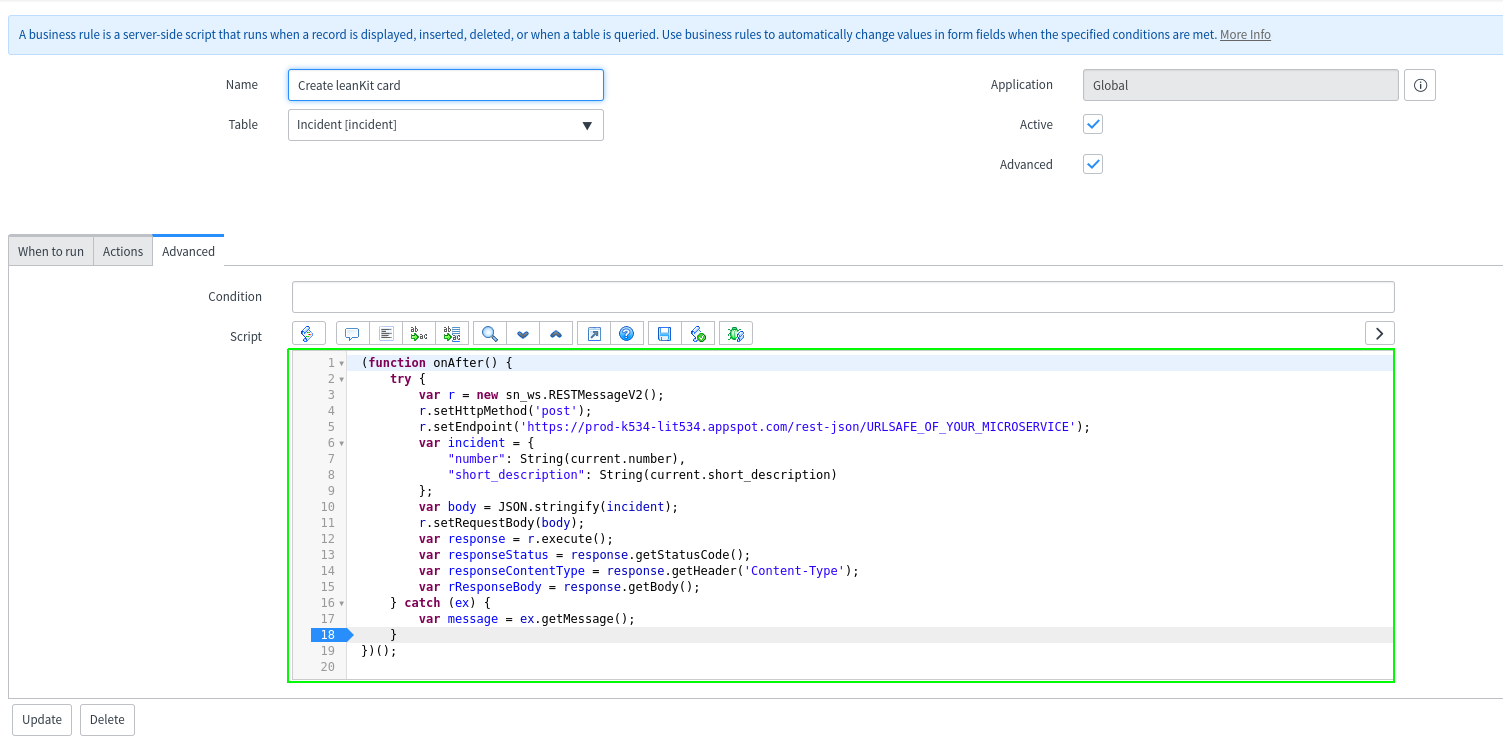 A business rule is a server-side script that runs when a record is displayed, inserted, deleted, or when a table is queried. Use business rules to automatically change values in form fields when the specified conditions are met. More Info
Name
Create leanKit card
Application
Global
Table
Incident [incident]
Active
Advanced
When to run
Actions
Advanced
Condition
Script
1 (function onAfter() {
2     try {
3         var r = new sn_ws.RESTMessageV2();
4         r.setHttpMethod('post');
5         r.setEndpoint('https://prod-k534-lit534.appspot.com/rest-json/URLSAFE_OF_YOUR_MICROSERVICE');
6         var incident = {
7             "number": String(current.number),
8             "short_description": String(current.short_description)
9         };
10         var body = JSON.stringify(incident);
11         r.setRequestBody(body);
12         var response = r.execute();
13         var responseStatus = response.getStatusCode();
14         var responseContentType = response.getHeader('Content-Type');
15         var rResponseBody = response.getBody();
16     } catch (ex) {
17         var message = ex.getMessage();
18     }
19 })();
20
Update
Delete